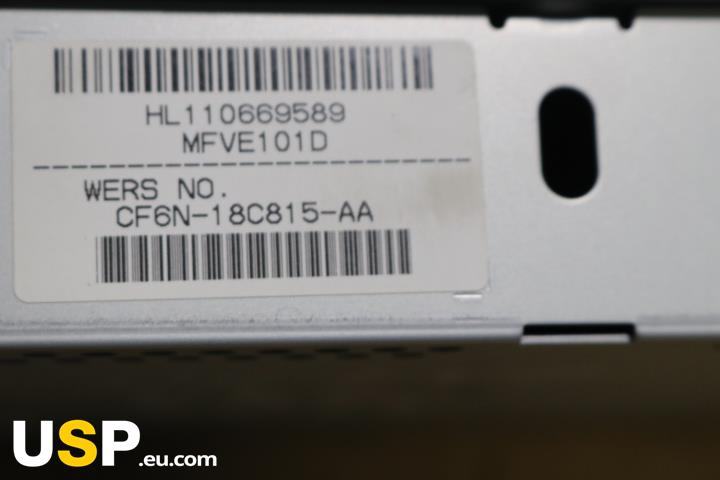 HL110669589
MFVE101D
WERS NO.
CF6N-18C815-AA
USP.eu.com